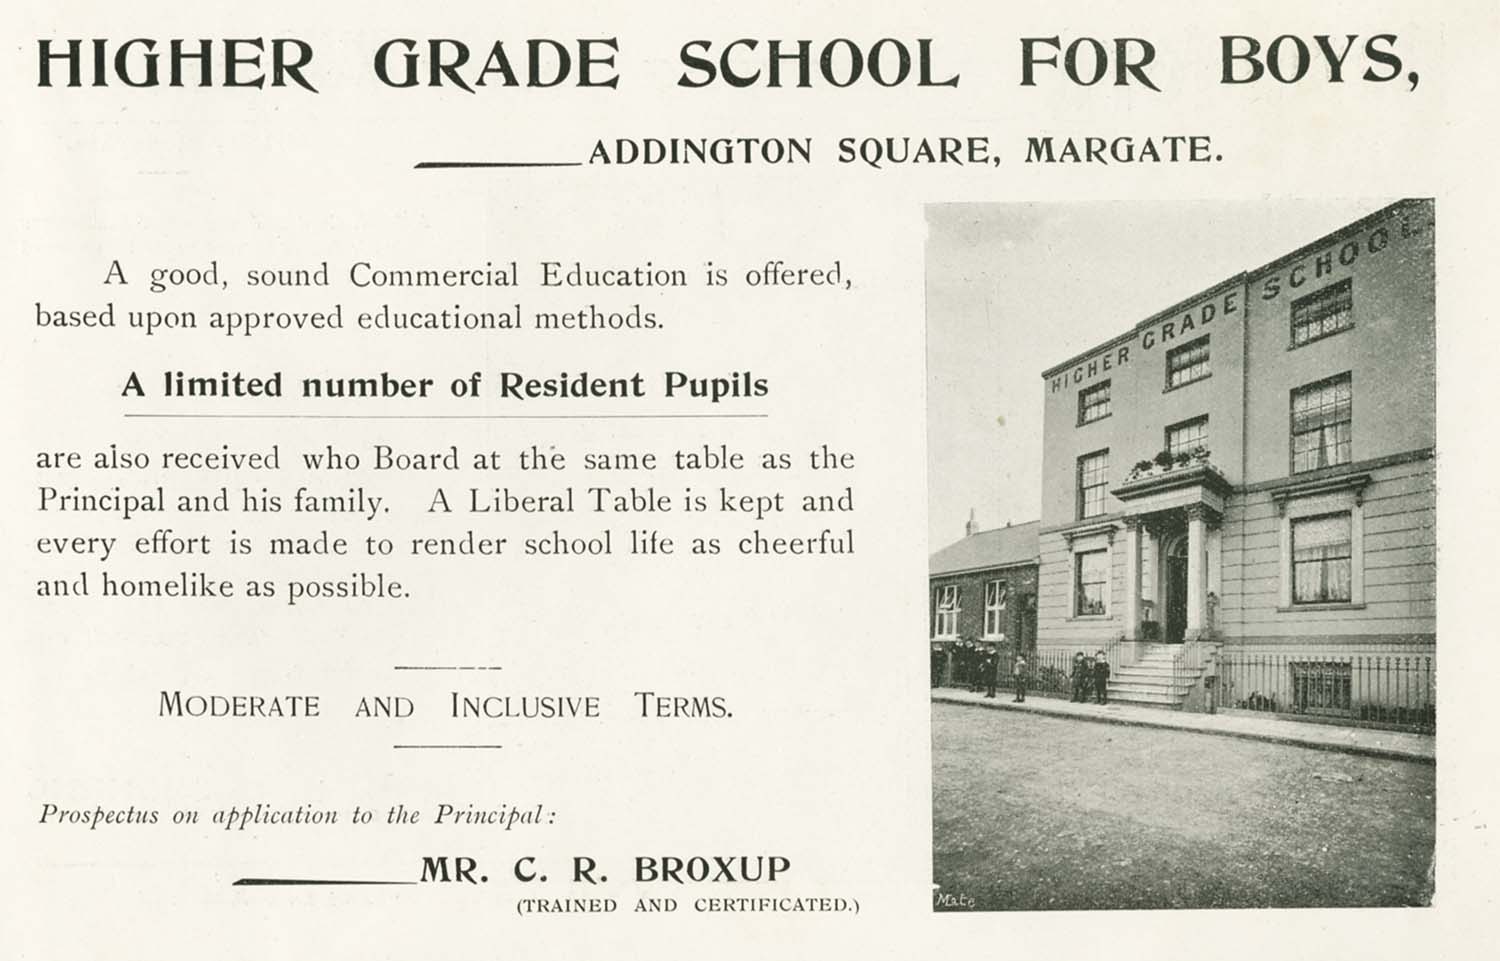 HIGHER GRADE SCHOOL FOR BOYS,
ADDINGTON SQUARE, MARGATE.
A good, sound Commercial Education is offered,
based upon approved educational methods.
A limited number of Resident Pupils
are also received who Board at the same table as the
Principal and his family. A Liberal Table is kept and
every effort is made to render school life as cheerful
and homelike as possible.
MODERATE AND INCLUSIVE TERMS.
Prospectus on application to the Principal:
MR. C. R. BROXUP
(TRAINED AND CERTIFICATED.)
HIGHER GRADE SCHOOL
Mate